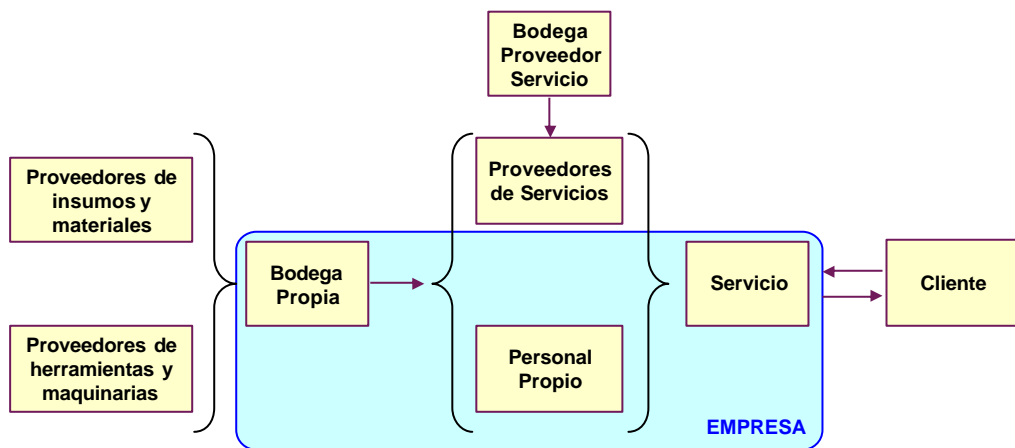 Bodega
Proveedor
Servicio
Proveedores
de Servicios
Proveedores de
insumos y
materiales
Bodega
Propia
Servicio
Cliente
Proveedores de
herramientas y
maquinarias
Personal
Propio
EMPRESA